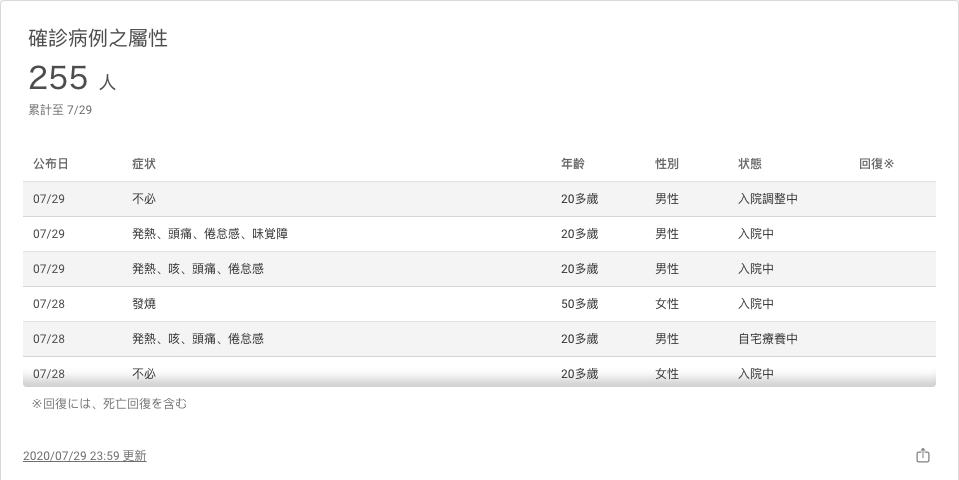 確診病例之屬性
255 人
累計至 7/29
公布日 症状 年齢 性別 状態 回復※
07/29 不必 20多歲 男性 入院調整中
07/29 発熱、頭痛、倦怠感、味覚障 20多歲 男性 入院中
07/29 発熱、咳、頭痛、倦怠感 20多歲 男性 入院中
07/28 發燒 50多歲 女性 入院中
07/28 発熱、咳、頭痛、倦怠感 20多歲 男性 自宅療養中
07/28 不必 20多歲 女性 入院中
※回復には、死亡回復を含む
2020/07/29 23:59 更新